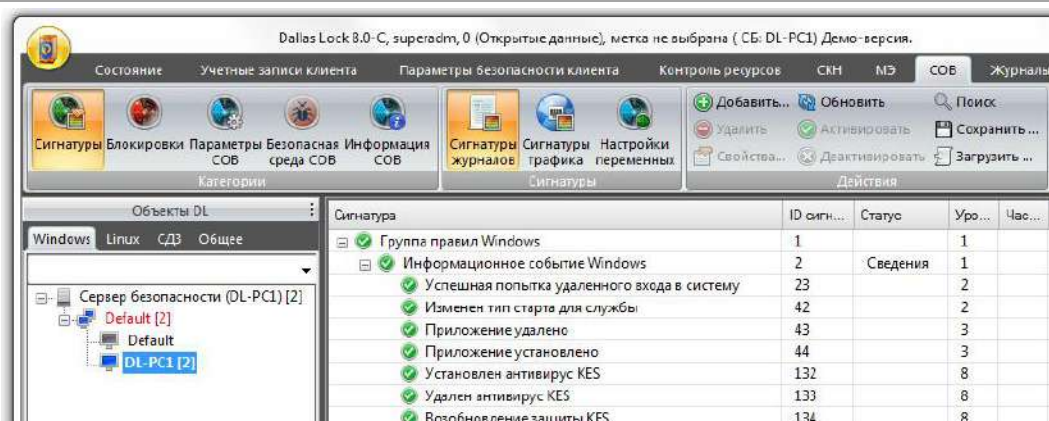 Dallas Lock 8.0-C, superadm, 0 (Открытые данные), метка не выбрана ( СБ: DL-PC1) Демо-версия.
Состояние Учетные записи клиента Параметры безопасности клиента Контроль ресурсов СКН МЭ СОВ Журналы
Сигнатуры Блокировки Параметры СОВ Безопасная среда СОВ Информация СОВ
Категории
Сигнатуры журналов Сигнатуры трафика Настройки переменных
Сигнатуры
Добавить... Обновить Поиск
Удалить Активировать Сохранить ...
Свойства... Деактивировать Загрузить ...
Действия
Объекты DL
Windows Linux СДЗ Общее
Сервер безопасности (DL-PC1) [2]
Default [2]
Default
DL-PC1 [2]
Сигнатура ID сигн... Статус Уро... Час...
Группа правил Windows 1 1
Информационное событие Windows 2 Сведения 1
Успешная попытка удаленного входа в систему 23 2
Изменен тип старта для службы 42 2
Приложение удалено 43 3
Приложение установлено 44 3
Установлен антивирус KES 132 8
Удален антивирус KES 133 8
Возобновление защиты KES 134 8